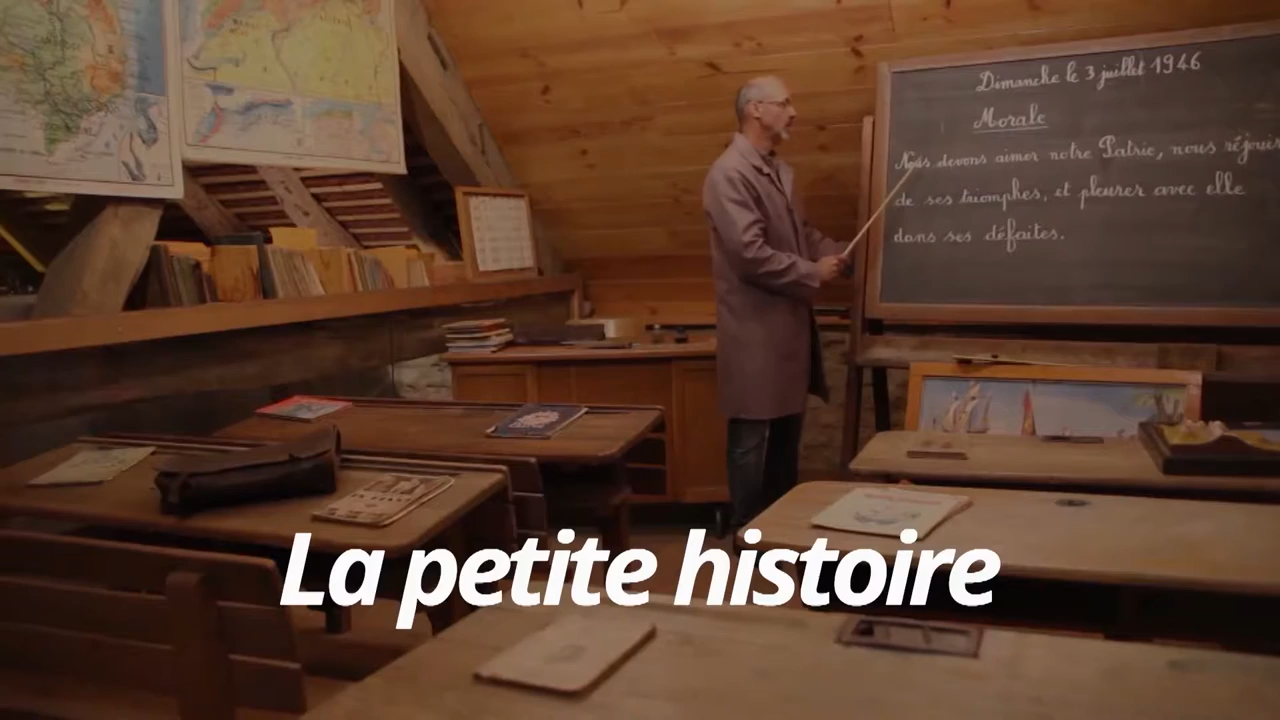 Dimanche le 3 juillet 1946
Morale
Nous devons aimer notre Patrie, nous réjouir
de ses triomphes, et pleurer avec elle
dans ses défaites.
La petite histoire